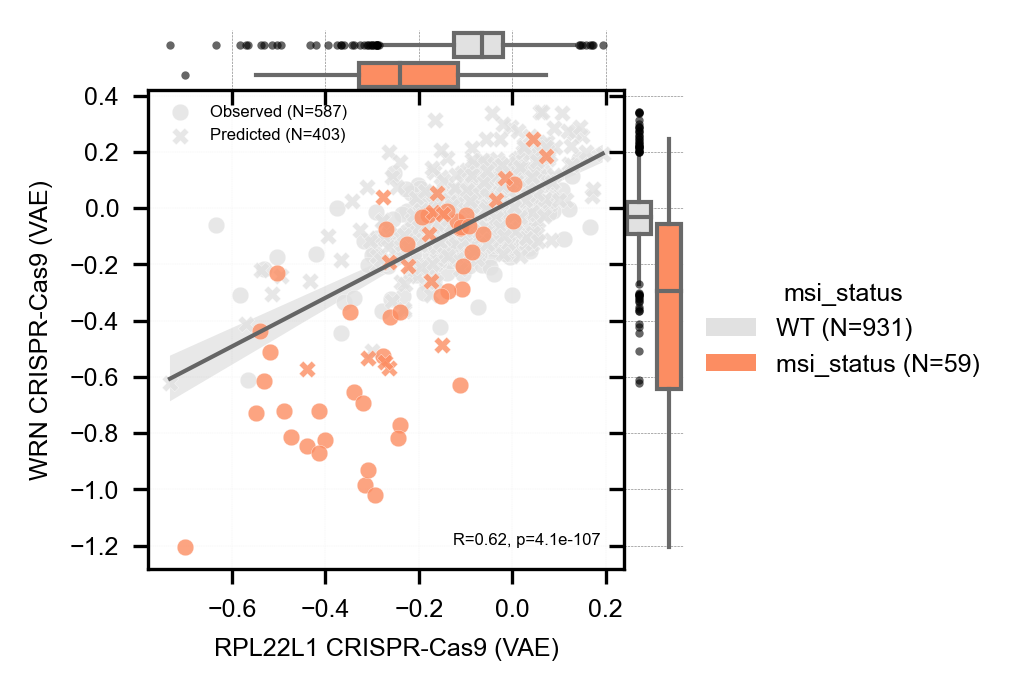 0.4
0.2
0.0
−0.2
−0.4
−0.6
−0.8
−1.0
−1.2
WRN CRISPR-Cas9 (VAE)
Observed (N=587)
Predicted (N=403)
R=0.62, p=4.1e-107
−0.6
−0.4
−0.2
0.0
0.2
RPL22L1 CRISPR-Cas9 (VAE)
msi_status
WT (N=931)
msi_status (N=59)